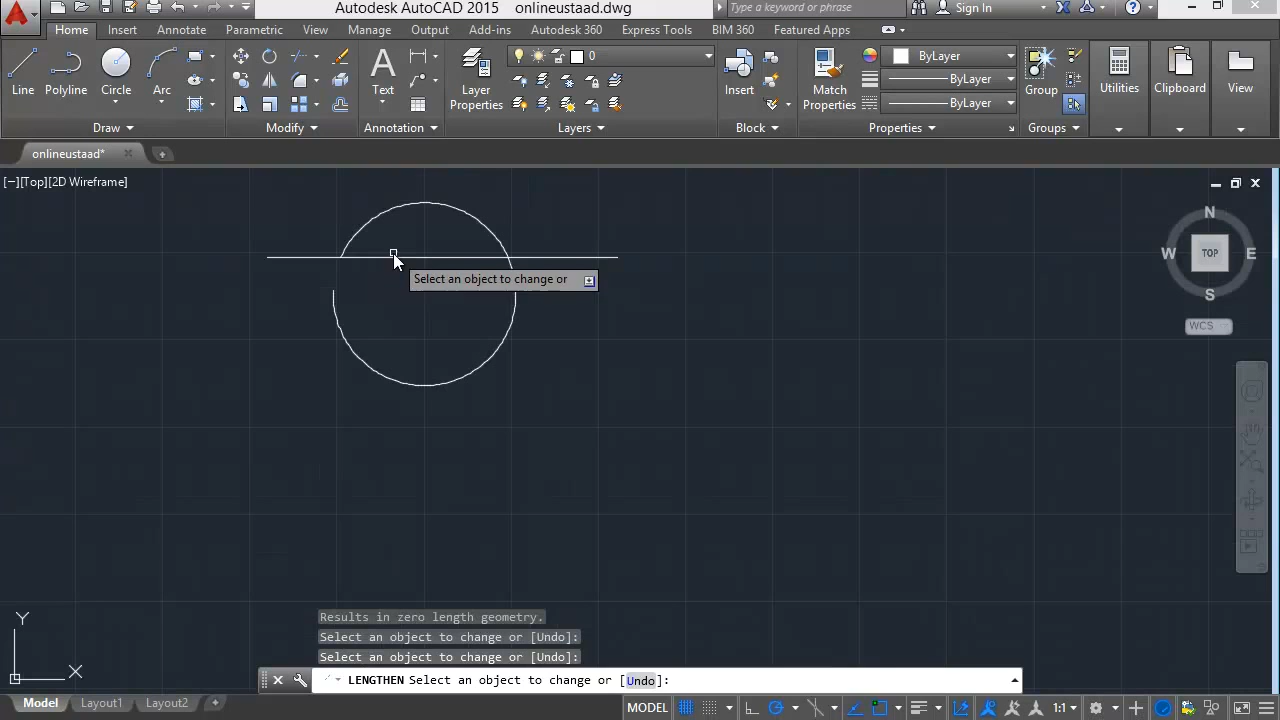 Autodesk AutoCAD 2015 onlineustaad.dwg
Type a keyword or phrase
Sign In
Home Insert Annotate Parametric View Manage Output Add-ins Autodesk 360 Express Tools BIM 360 Featured Apps
0
ByLayer
ByLayer
ByLayer
Line Polyline Circle Arc
A
Text
Layer
Properties
Insert
Match
Properties
Group
Utilities
Clipboard
View
Draw Modify Annotation Layers Block Properties Groups
onlineustaad*
[−][Top][2D Wireframe]
N
W TOP E
S
WCS
Select an object to change or
Y
X
Results in zero length geometry.
Select an object to change or [Undo]:
Select an object to change or [Undo]:
LENGTHEN Select an object to change or [Undo]:
Model Layout1 Layout2 +
MODEL 1:1